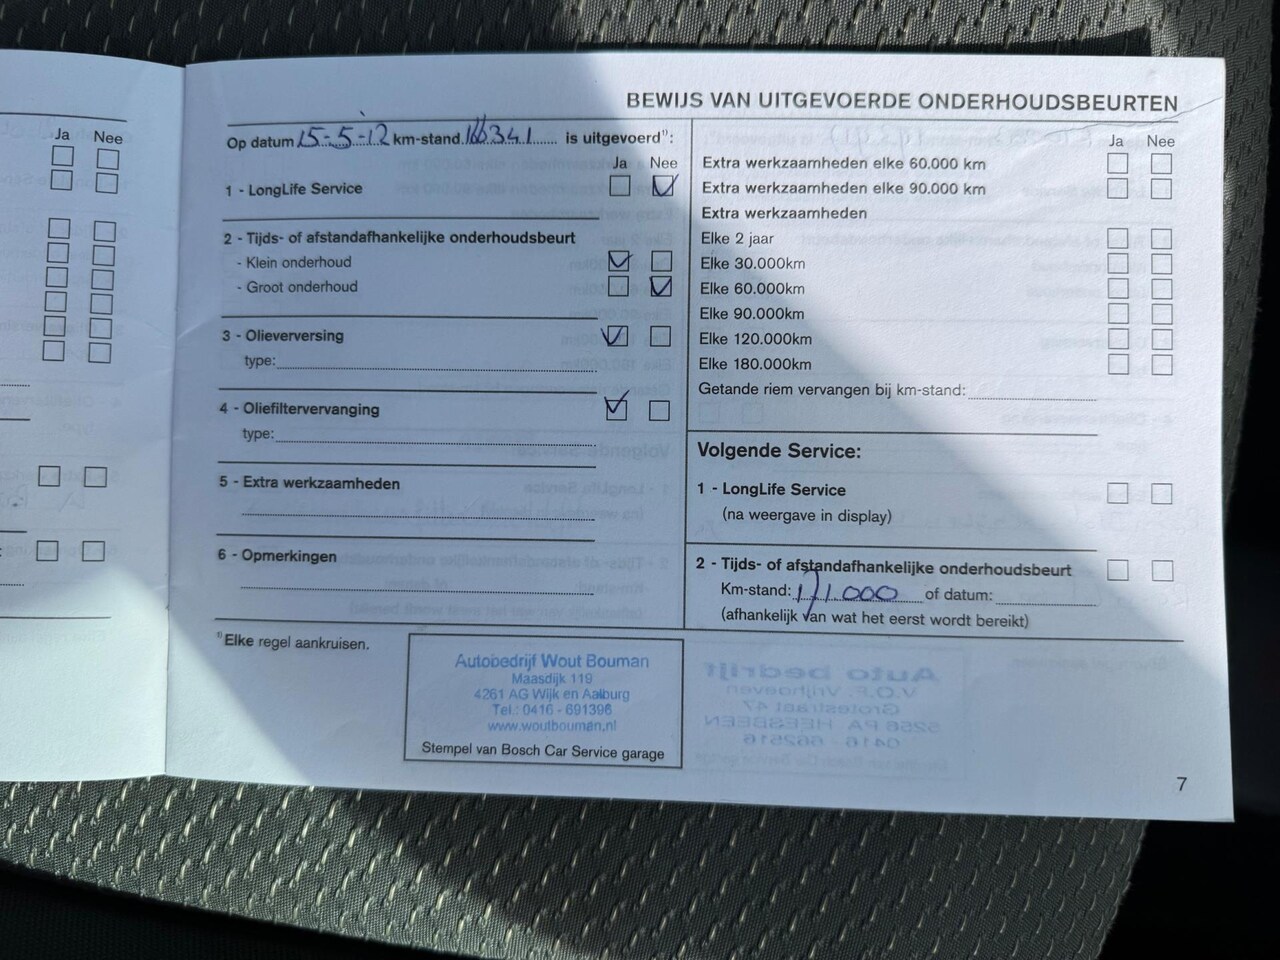 BEWIJS VAN UITGEVOERDE ONDERHOUDSBEURTEN
Ja Nee
Op datum 15-5-12 km-stand 166341 is uitgevoerd¹⁾:
Ja Nee
1 - LongLife Service
2 - Tijds- of afstandafhankelijke onderhoudsbeurt
- Klein onderhoud
- Groot onderhoud
3 - Olieverversing
type:
4 - Oliefiltervervanging
type:
5 - Extra werkzaamheden
6 - Opmerkingen
¹⁾Elke regel aankruisen.
Autobedrijf Wout Bouman
Maasdijk 119
4261 AG Wijk en Aalburg
Tel.: 0416 - 691396
www.woutbouman.nl
Stempel van Bosch Car Service garage
Ja Nee
Extra werkzaamheden elke 60.000 km
Extra werkzaamheden elke 90.000 km
Extra werkzaamheden
Elke 2 jaar
Elke 30.000km
Elke 60.000km
Elke 90.000km
Elke 120.000km
Elke 180.000km
Getande riem vervangen bij km-stand:
Volgende Service:
1 - LongLife Service
(na weergave in display)
2 - Tijds- of afstandafhankelijke onderhoudsbeurt
Km-stand: 171.000 of datum:
(afhankelijk van wat het eerst wordt bereikt)
7